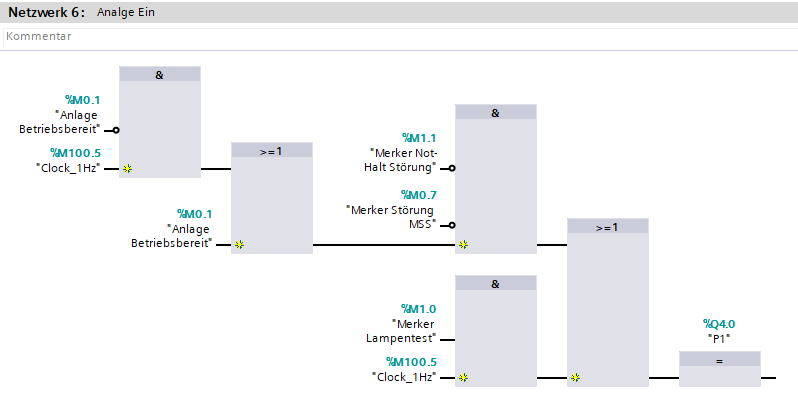 Netzwerk 6: Analge Ein
Kommentar
&
%M0.1
"Anlage
Betriebsbereit"
%M100.5
"Clock_1Hz"
>=1
%M0.1
"Anlage
Betriebsbereit"
&
%M1.1
"Merker Not-
Halt Störung"
%M0.7
"Merker Störung
MSS"
>=1
&
%M1.0
"Merker
Lampentest"
%M100.5
"Clock_1Hz"
%Q4.0
"P1"
=